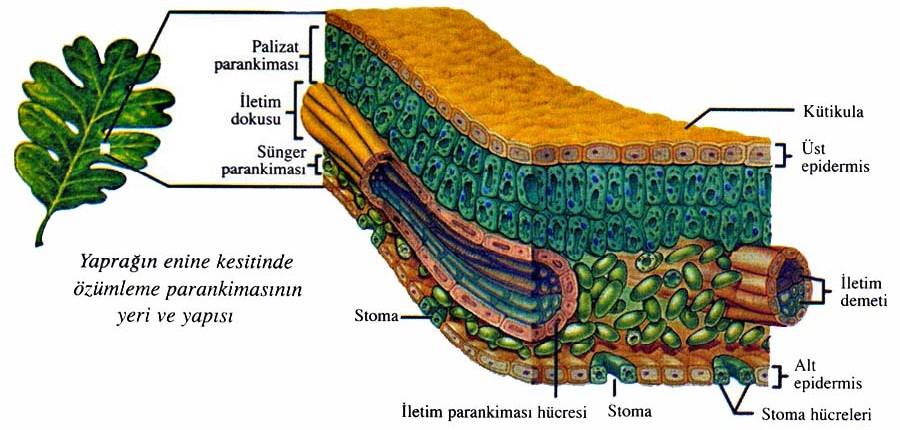 Palizat
parankiması
İletim
dokusu
Sünger
parankiması
Kütikula
Üst
epidermis
Yaprağın enine kesitinde
özümleme parankimasının
yeri ve yapısı
İletim
demeti
Stoma
Alt
epidermis
İletim parankiması hücresi
Stoma
Stoma hücreleri